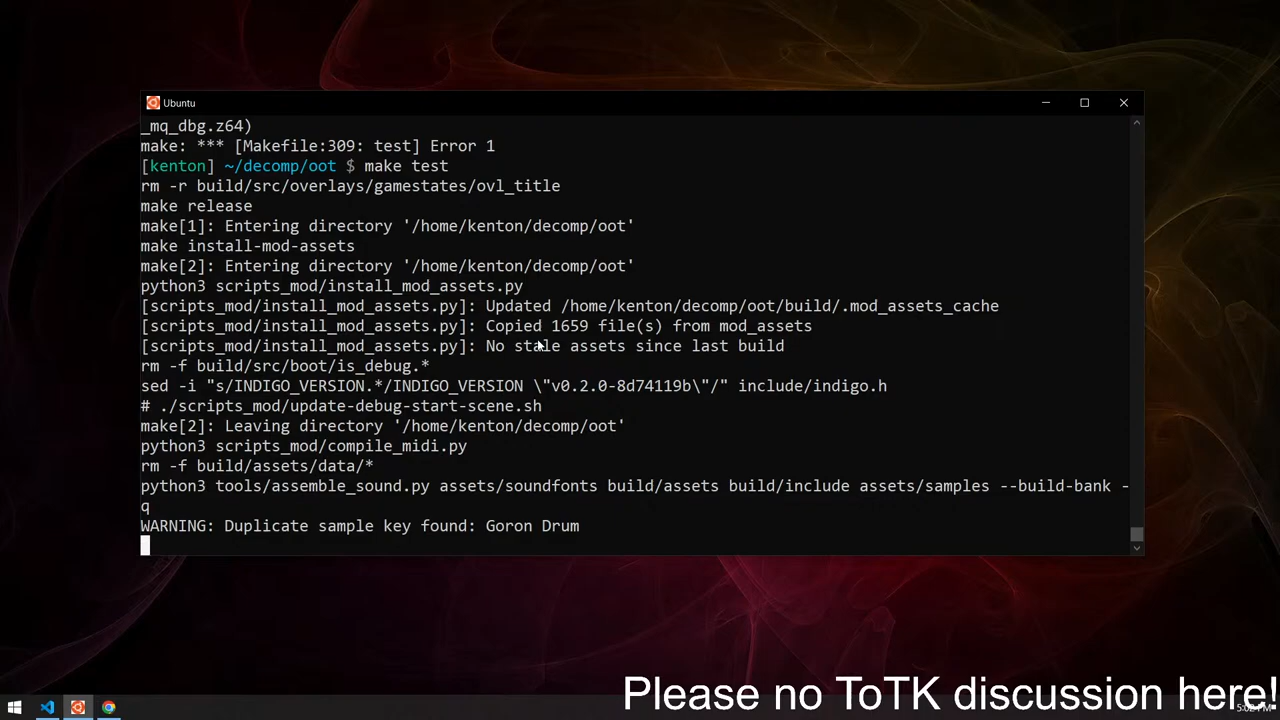 Ubuntu
_mq_dbg.z64)
make: *** [Makefile:309: test] Error 1
[kenton] ~/decomp/oot $ make test
rm -r build/src/overlays/gamestates/ovl_title
make release
make[1]: Entering directory '/home/kenton/decomp/oot'
make install-mod-assets
make[2]: Entering directory '/home/kenton/decomp/oot'
python3 scripts_mod/install_mod_assets.py
[scripts_mod/install_mod_assets.py]: Updated /home/kenton/decomp/oot/build/.mod_assets_cache
[scripts_mod/install_mod_assets.py]: Copied 1659 file(s) from mod_assets
[scripts_mod/install_mod_assets.py]: No stale assets since last build
rm -f build/src/boot/is_debug.*
sed -i "s/INDIGO_VERSION.*/INDIGO_VERSION \"v0.2.0-8d74119b\"/" include/indigo.h
# ./scripts_mod/update-debug-start-scene.sh
make[2]: Leaving directory '/home/kenton/decomp/oot'
python3 scripts_mod/compile_midi.py
rm -f build/assets/data/*
python3 tools/assemble_sound.py assets/soundfonts build/assets build/include assets/samples --build-bank -
q
WARNING: Duplicate sample key found: Goron Drum
Please no ToTK discussion here!